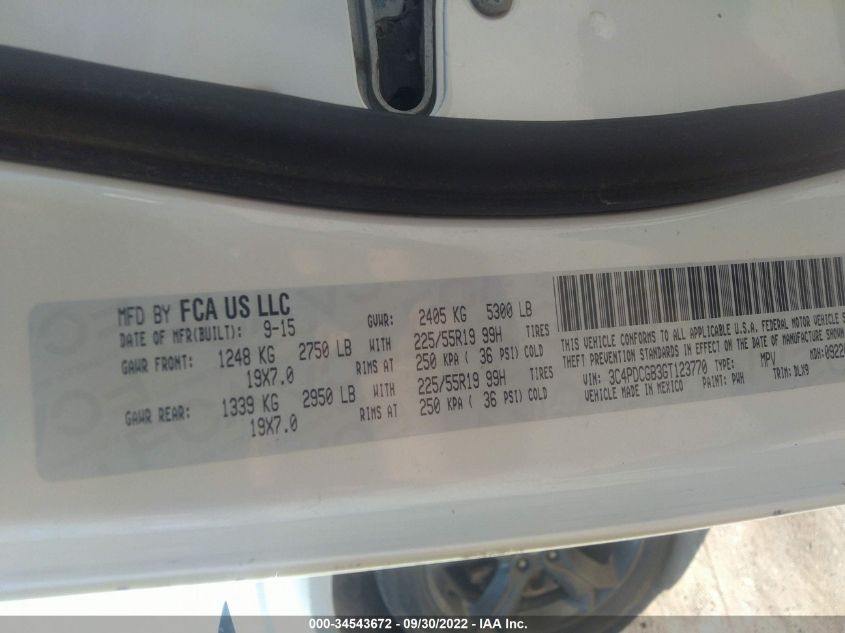 MFD BY FCA US LLC
DATE OF MFR(BUILT): 9-15 GVWR: 2405 KG 5300 LB
GAWR FRONT: 1248 KG 2750 LB WITH 225/55R19 99H TIRES
19X7.0 RIMS AT 250 KPA ( 36 PSI) COLD
GAWR REAR: 1339 KG 2950 LB WITH 225/55R19 99H TIRES
19X7.0 RIMS AT 250 KPA ( 36 PSI) COLD
THIS VEHICLE CONFORMS TO ALL APPLICABLE U.S.A. FEDERAL MOTOR VEHICLE
THEFT PREVENTION STANDARDS IN EFFECT ON THE DATE OF MANUFACTURE
VIN: 3C4PDCGB3GT123770 TYPE: MPV MDH:
VEHICLE MADE IN MEXICO PAINT: PWH TRIM: DLX9
000-34543672 - 09/30/2022 - IAA Inc.